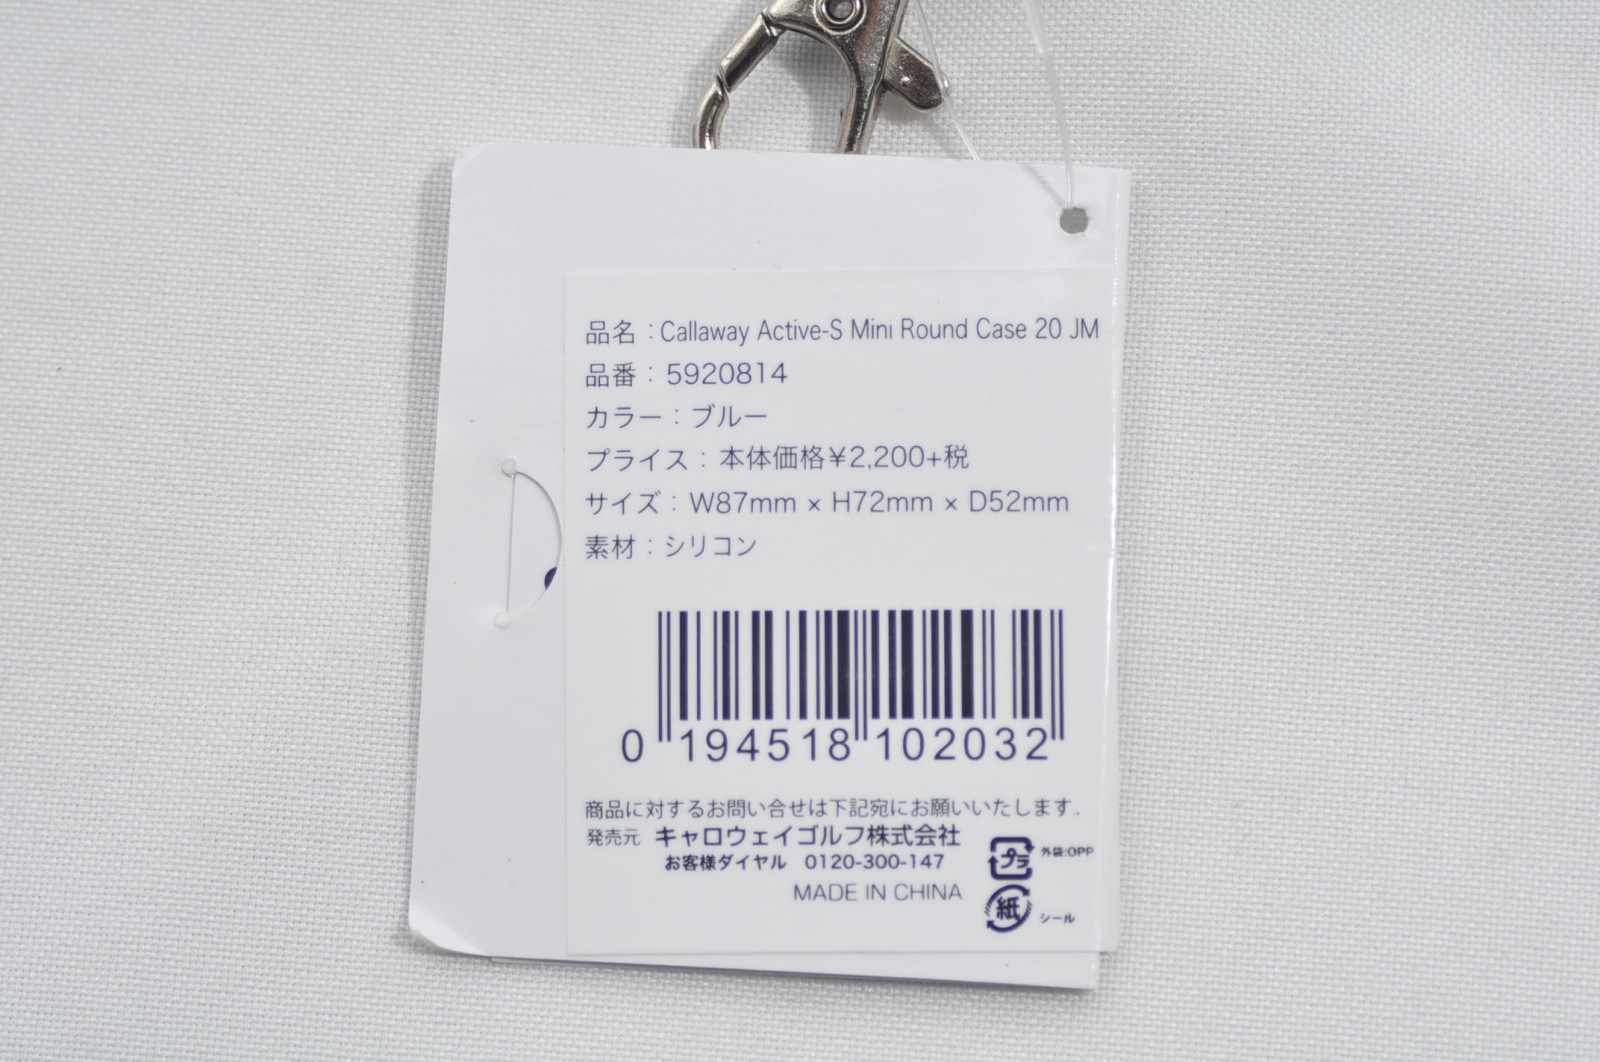 品名：Callaway Active-S Mini Round Case 20 JM
品番：5920814
カラー：ブルー
プライス：本体価格¥2,200+税
サイズ：W87mm × H72mm × D52mm
素材：シリコン
0 194518 102032
商品に対するお問い合せは下記宛にお願いいたします。
発売元 キャロウェイゴルフ株式会社
お客様ダイヤル 0120-300-147
MADE IN CHINA
プラ 外袋:OPP
紙 シール